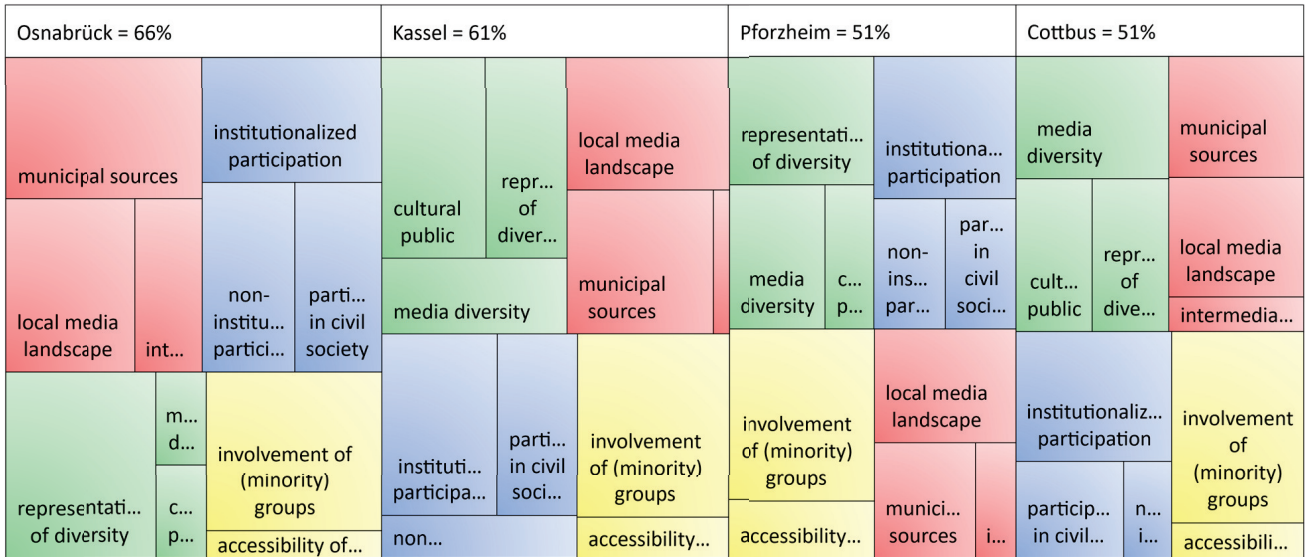 Osnabrück = 66%
municipal sources
institutionalized
participation
local media
landscape
int...
non-
institu...
partici...
parti...
in civil
society
representati...
of diversity
m...
d...
c...
p...
involvement of
(minority)
groups
accessibility of...
Kassel = 61%
cultural
public
repr...
of
diver...
local media
landscape
media diversity
municipal
sources
instituti...
participa...
parti...
in civil
soci...
non...
involvement
of (minority)
groups
accessibility...
Pforzheim = 51%
representati...
of diversity
institutiona...
participation
media
diversity
c...
p...
non-
ins...
par...
par...
in
civil
soci...
involvement
of (minority)
groups
accessibility...
local media
landscape
munici...
sources
i...
Cottbus = 51%
media
diversity
municipal
sources
cult...
public
repr...
of
dive...
local media
landscape
intermedia...
institutionaliz...
participation
particip...
in civil...
n...
i...
involvement
of
(minority)
groups
accessibili...